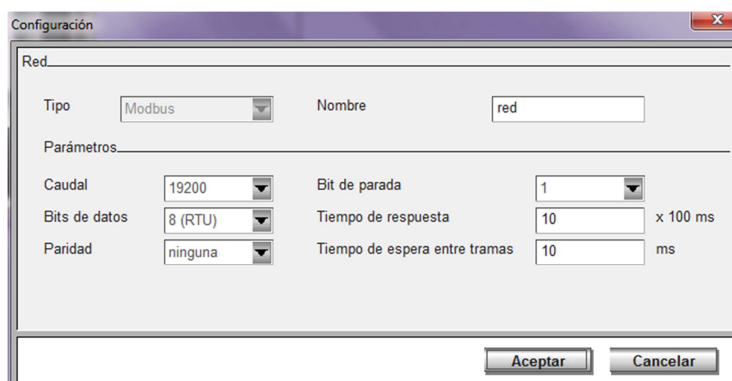 Configuración
Red
Tipo Modbus Nombre red
Parámetros
Caudal 19200 Bit de parada 1
Bits de datos 8 (RTU) Tiempo de respuesta 10 x 100 ms
Paridad ninguna Tiempo de espera entre tramas 10 ms
Aceptar Cancelar